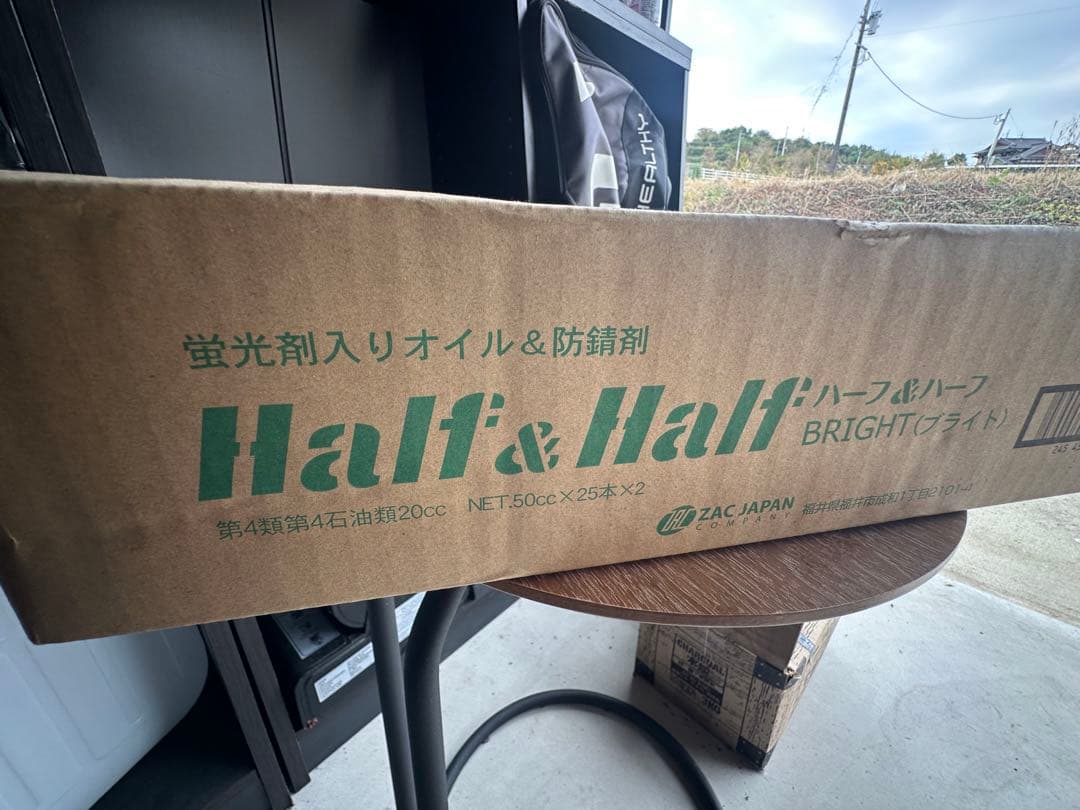 HEALTHY
蛍光剤入りオイル&防錆剤
Half&Half ハーフ&ハーフ
BRIGHT(ブライト)
第4類第4石油類20cc NET.50cc×25本×2
ZAC JAPAN
COMPANY
福井県福井市成和1丁目2101-4
CHARCOAL